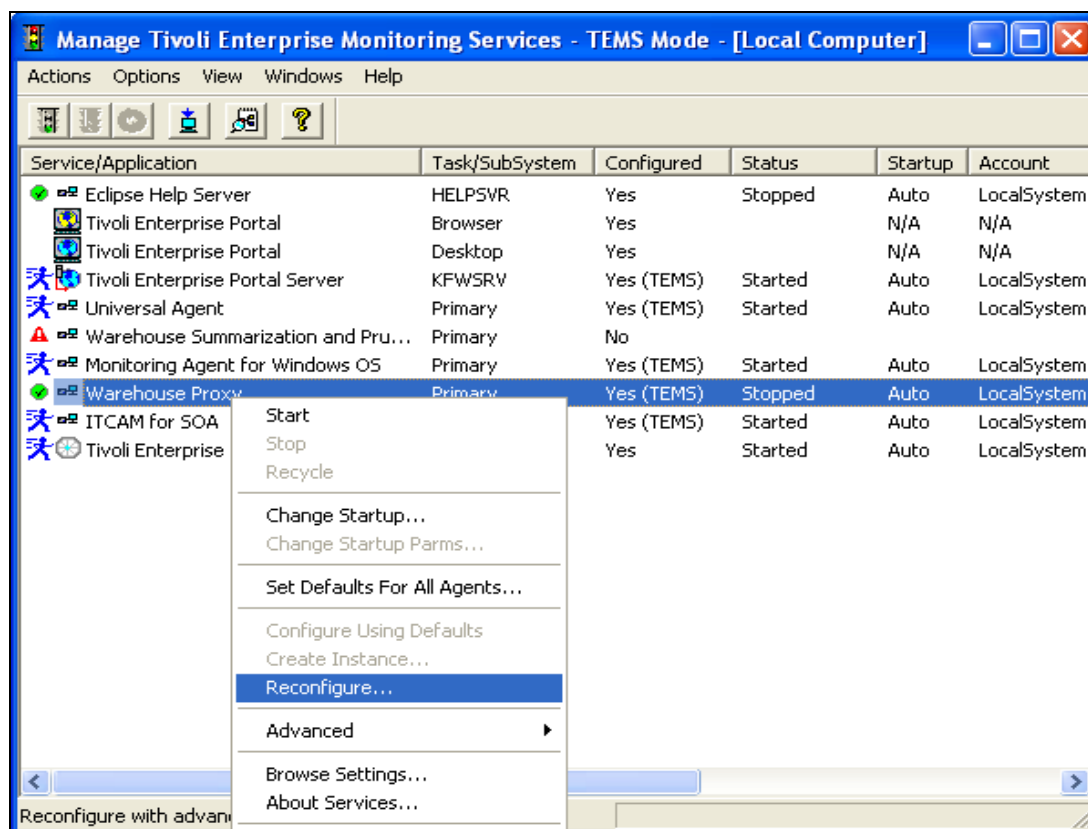 Manage Tivoli Enterprise Monitoring Services - TEMS Mode - [Local Computer]
Actions Options View Windows Help
Service/Application Task/SubSystem Configured Status Startup Account
Eclipse Help Server HELPSVR Yes Stopped Auto LocalSystem
Tivoli Enterprise Portal Browser Yes N/A N/A
Tivoli Enterprise Portal Desktop Yes N/A N/A
Tivoli Enterprise Portal Server KFWSRV Yes (TEMS) Started Auto LocalSystem
Universal Agent Primary Yes (TEMS) Started Auto LocalSystem
Warehouse Summarization and Pru... Primary No
Monitoring Agent for Windows OS Primary Yes (TEMS) Started Auto LocalSystem
Warehouse Proxy Primary Yes (TEMS) Stopped Auto LocalSystem
ITCAM for SOA Yes (TEMS) Started Auto LocalSystem
Tivoli Enterprise Yes Started Auto LocalSystem
Start
Stop
Recycle
Change Startup...
Change Startup Parms...
Set Defaults For All Agents...
Configure Using Defaults
Create Instance...
Reconfigure...
Advanced
Browse Settings...
About Services...
Reconfigure with advan